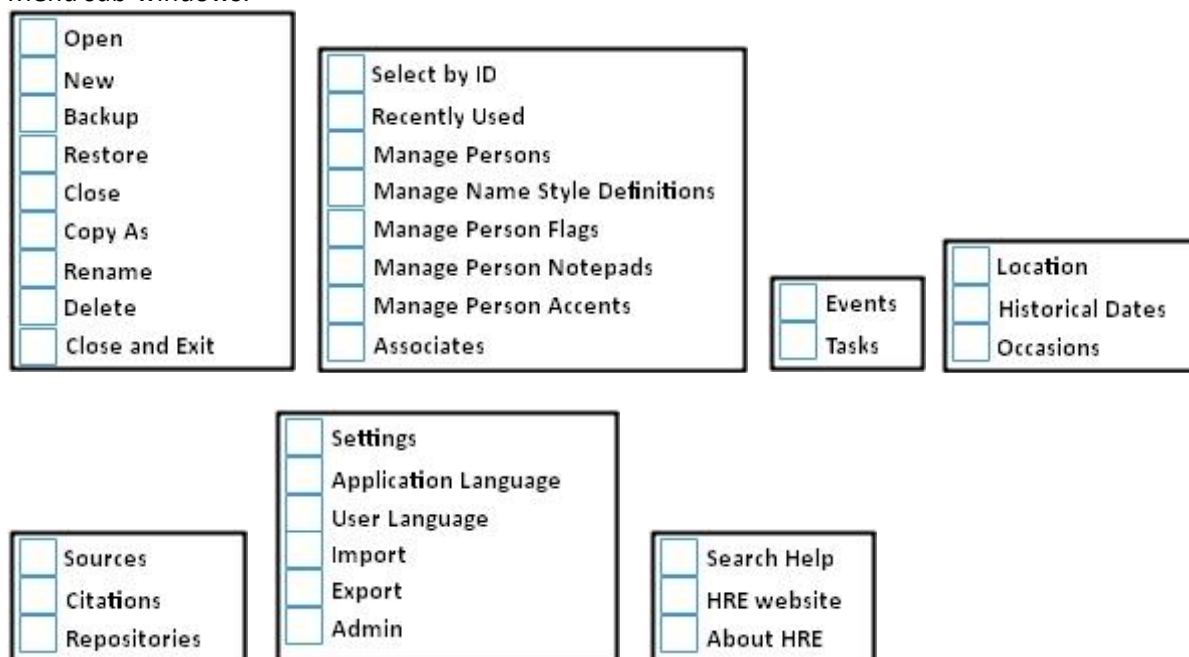 menu sub-windows.
Open
New
Backup
Restore
Close
Copy As
Rename
Delete
Close and Exit
Select by ID
Recently Used
Manage Persons
Manage Name Style Definitions
Manage Person Flags
Manage Person Notepads
Manage Person Accents
Associates
Events
Tasks
Location
Historical Dates
Occasions
Sources
Citations
Repositories
Settings
Application Language
User Language
Import
Export
Admin
Search Help
HRE website
About HRE